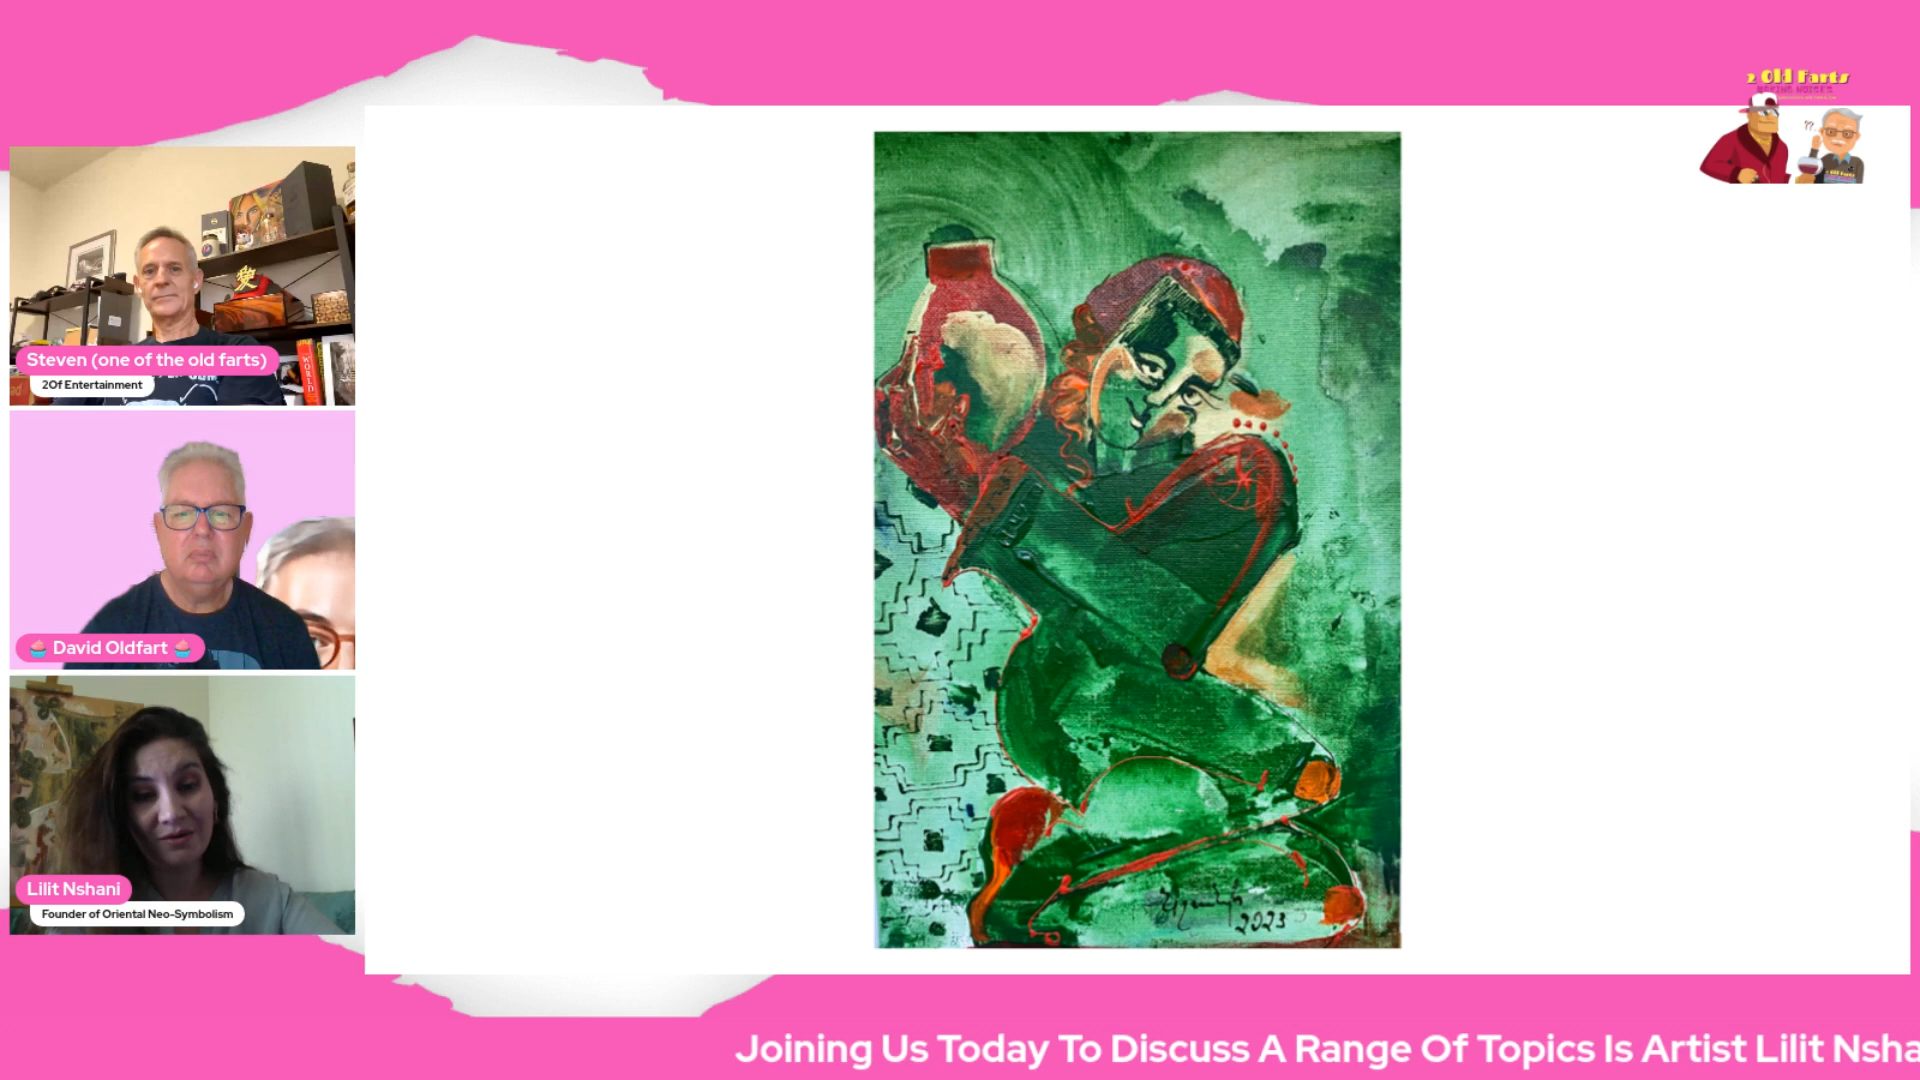 2 Old Farts
Steven (one of the old farts)
2Of Entertainment
WORLD
David Oldfart
Lilit Nshani
Founder of Oriental Neo-Symbolism
2023
Joining Us Today To Discuss A Range Of Topics Is Artist Lilit Nsha